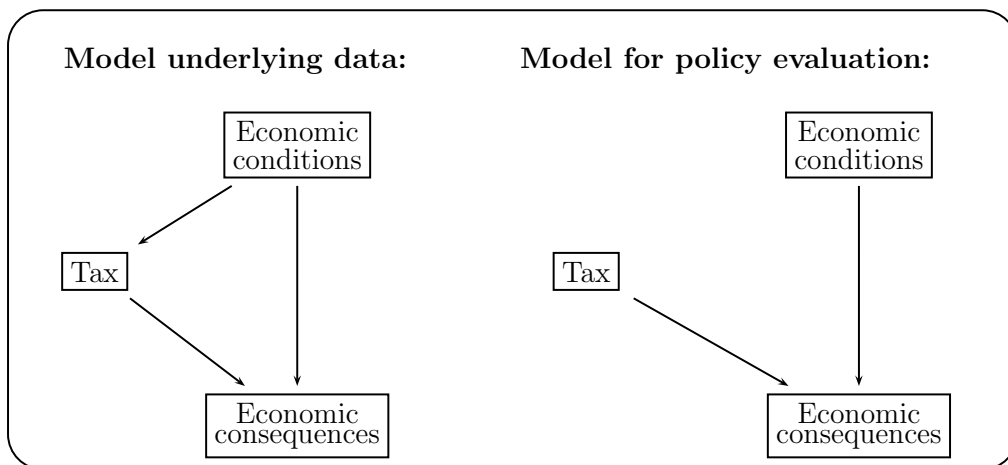 Model underlying data:
Economic
conditions
Tax
Economic
consequences
Model for policy evaluation:
Economic
conditions
Tax
Economic
consequences